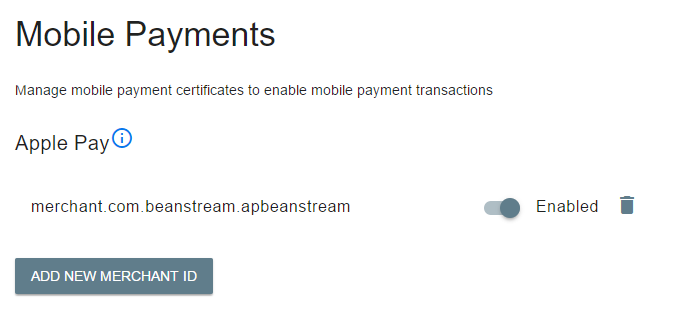 Mobile Payments
Manage mobile payment certificates to enable mobile payment transactions
Apple Pay
merchant.com.beanstream.apbeanstream Enabled
ADD NEW MERCHANT ID